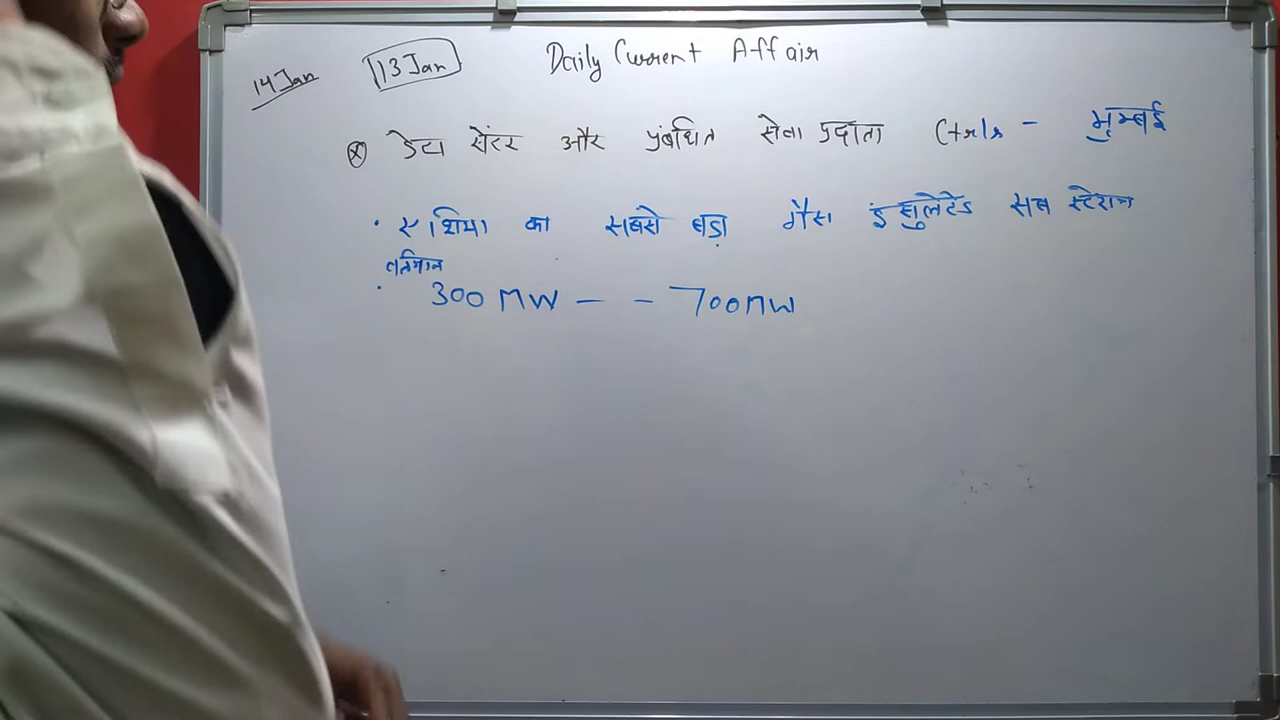 14 Jan 13 Jan Daily Current Affair
डेटा सेंटर और प्रंबधित सेवा प्रदाता Ctrls - मुम्बई
• एशिया का सबसे बड़ा गैस इंसुलेटेड सब स्टेशन
• वर्तमान
300 MW - - 700 MW